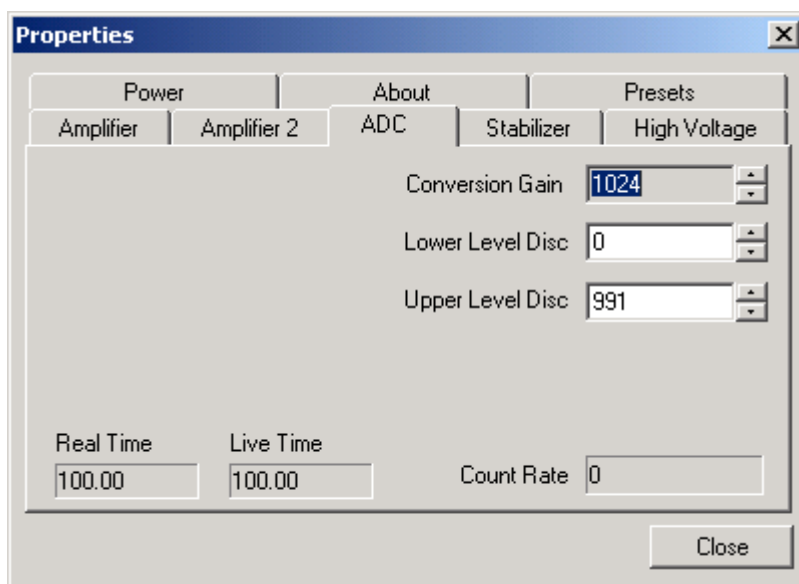 Properties
Power About Presets
Amplifier Amplifier 2 ADC Stabilizer High Voltage
Conversion Gain 1024
Lower Level Disc 0
Upper Level Disc 991
Real Time Live Time
100.00 100.00 Count Rate 0
Close